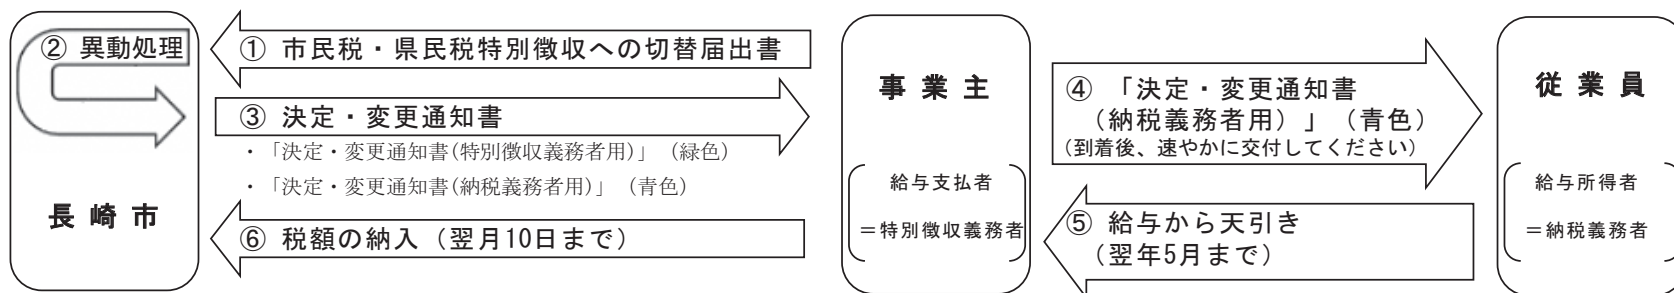 ② 異動処理
長 崎 市
① 市民税・県民税特別徴収への切替届出書
③ 決定・変更通知書
・「決定・変更通知書(特別徴収義務者用)」（緑色）
・「決定・変更通知書(納税義務者用)」（青色）
⑥ 税額の納入（翌月10日まで）
事 業 主
給与支払者
＝特別徴収義務者
④ 「決定・変更通知書
（納税義務者用）」（青色）
（到着後、速やかに交付してください）
⑤ 給与から天引き
（翌年5月まで）
従 業 員
給与所得者
＝納税義務者